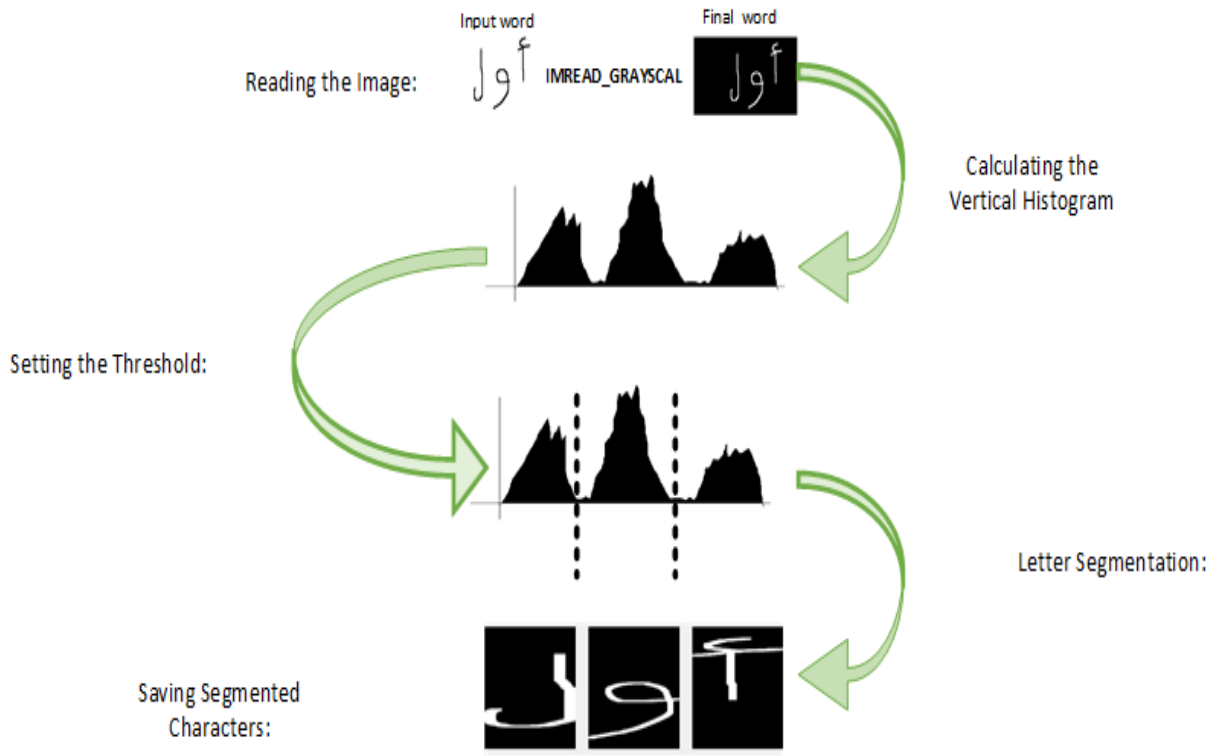 Input word
Final word
Reading the Image:
أول
IMREAD_GRAYSCAL
أول
Calculating the
Vertical Histogram
Setting the Threshold:
Letter Segmentation:
Saving Segmented
Characters:
ل و أ